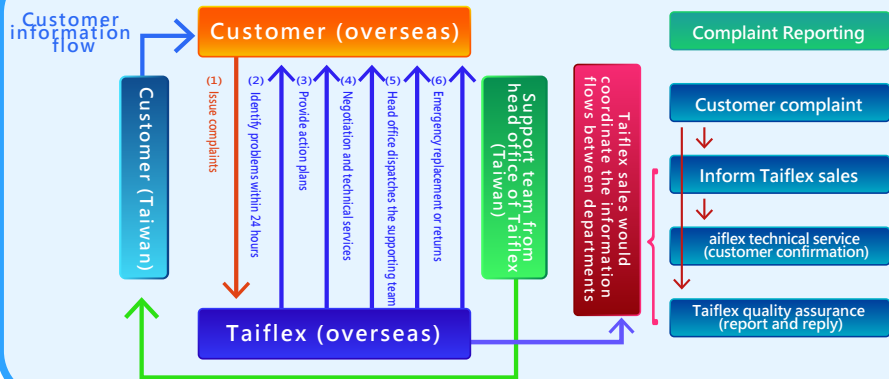 Customer
information
flow
Customer (overseas)
Customer (Taiwan)
(1)
Issue complaints
(2)
Identify problems within 24 hours
(3)
Provide action plans
(4)
Negotiation and technical services
(5)
Head office dispatches the supporting team
(6)
Emergency replacement or returns
Taiflex (overseas)
Support team from
head office of Taiflex
(Taiwan)
Taiflex sales would
coordinate the information
flows between departments
Complaint Reporting
Customer complaint
Inform Taiflex sales
aiflex technical service
(customer confirmation)
Taiflex quality assurance
(report and reply)